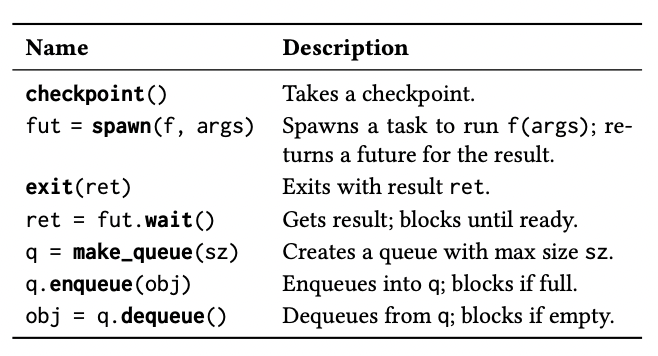 Name Description
checkpoint() Takes a checkpoint.
fut = spawn(f, args) Spawns a task to run f(args); re-
turns a future for the result.
exit(ret) Exits with result ret.
ret = fut.wait() Gets result; blocks until ready.
q = make_queue(sz) Creates a queue with max size sz.
q.enqueue(obj) Enqueues into q; blocks if full.
obj = q.dequeue() Dequeues from q; blocks if empty.